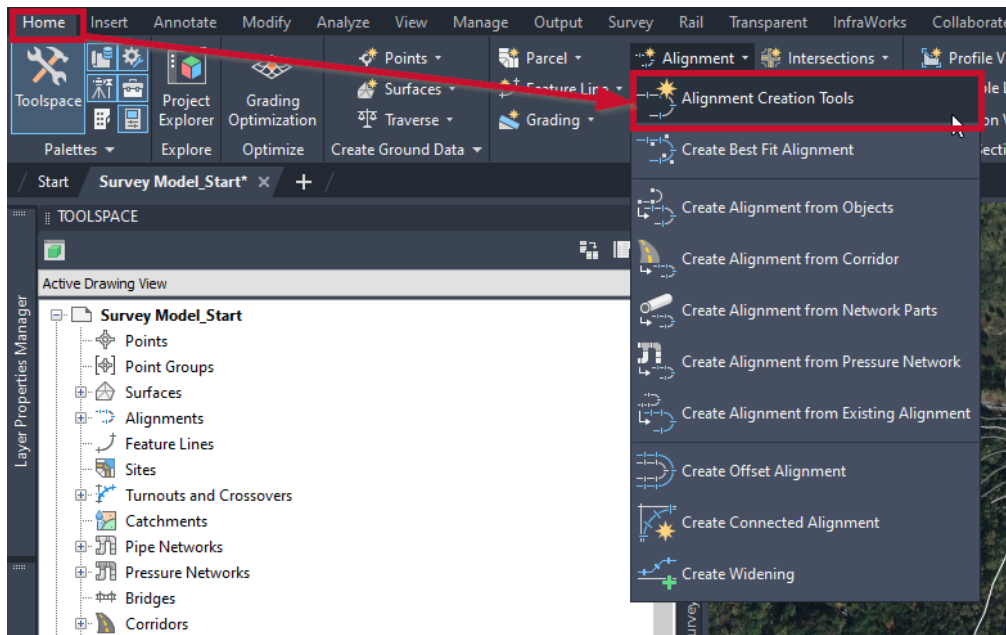 Home Insert Annotate Modify Analyze View Manage Output Survey Rail Transparent InfraWorks Collaborate
Points Parcel Alignment Intersections Profile V
Toolspace Project Explorer Grading Optimization Surfaces Feature Line Alignment Creation Tools
Traverse Grading
Palettes Explore Optimize Create Ground Data Create Best Fit Alignment
Start Survey Model_Start*
TOOLSPACE
Create Alignment from Objects
Active Drawing View
Create Alignment from Corridor
Survey Model_Start
Create Alignment from Network Parts
Points
Point Groups
Create Alignment from Pressure Network
Surfaces
Alignments
Create Alignment from Existing Alignment
Feature Lines
Sites
Create Offset Alignment
Turnouts and Crossovers
Catchments
Create Connected Alignment
Pipe Networks
Pressure Networks
Create Widening
Bridges
Corridors
Layer Properties Manager